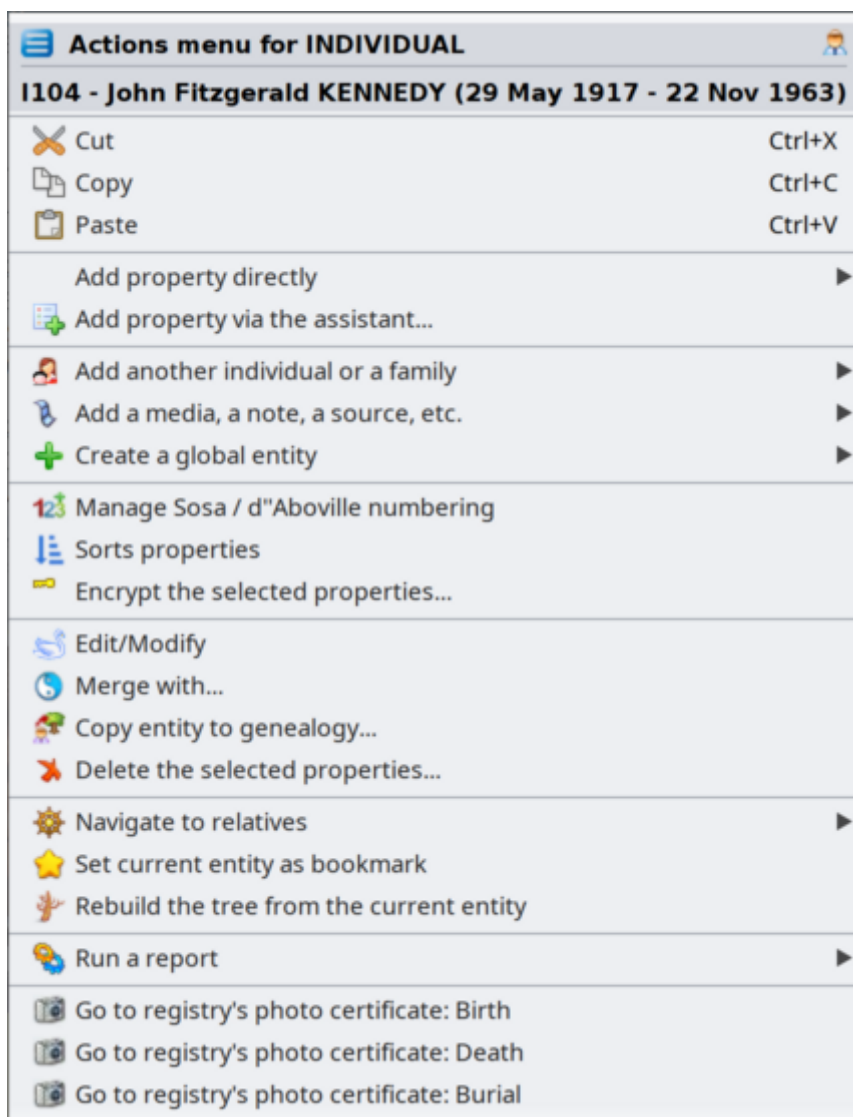 Actions menu for INDIVIDUAL
I104 - John Fitzgerald KENNEDY (29 May 1917 - 22 Nov 1963)
Cut Ctrl+X
Copy Ctrl+C
Paste Ctrl+V
Add property directly
Add property via the assistant...
Add another individual or a family
Add a media, a note, a source, etc.
Create a global entity
123 Manage Sosa / d"Aboville numbering
Sorts properties
Encrypt the selected properties...
Edit/Modify
Merge with...
Copy entity to genealogy...
Delete the selected properties...
Navigate to relatives
Set current entity as bookmark
Rebuild the tree from the current entity
Run a report
Go to registry's photo certificate: Birth
Go to registry's photo certificate: Death
Go to registry's photo certificate: Burial